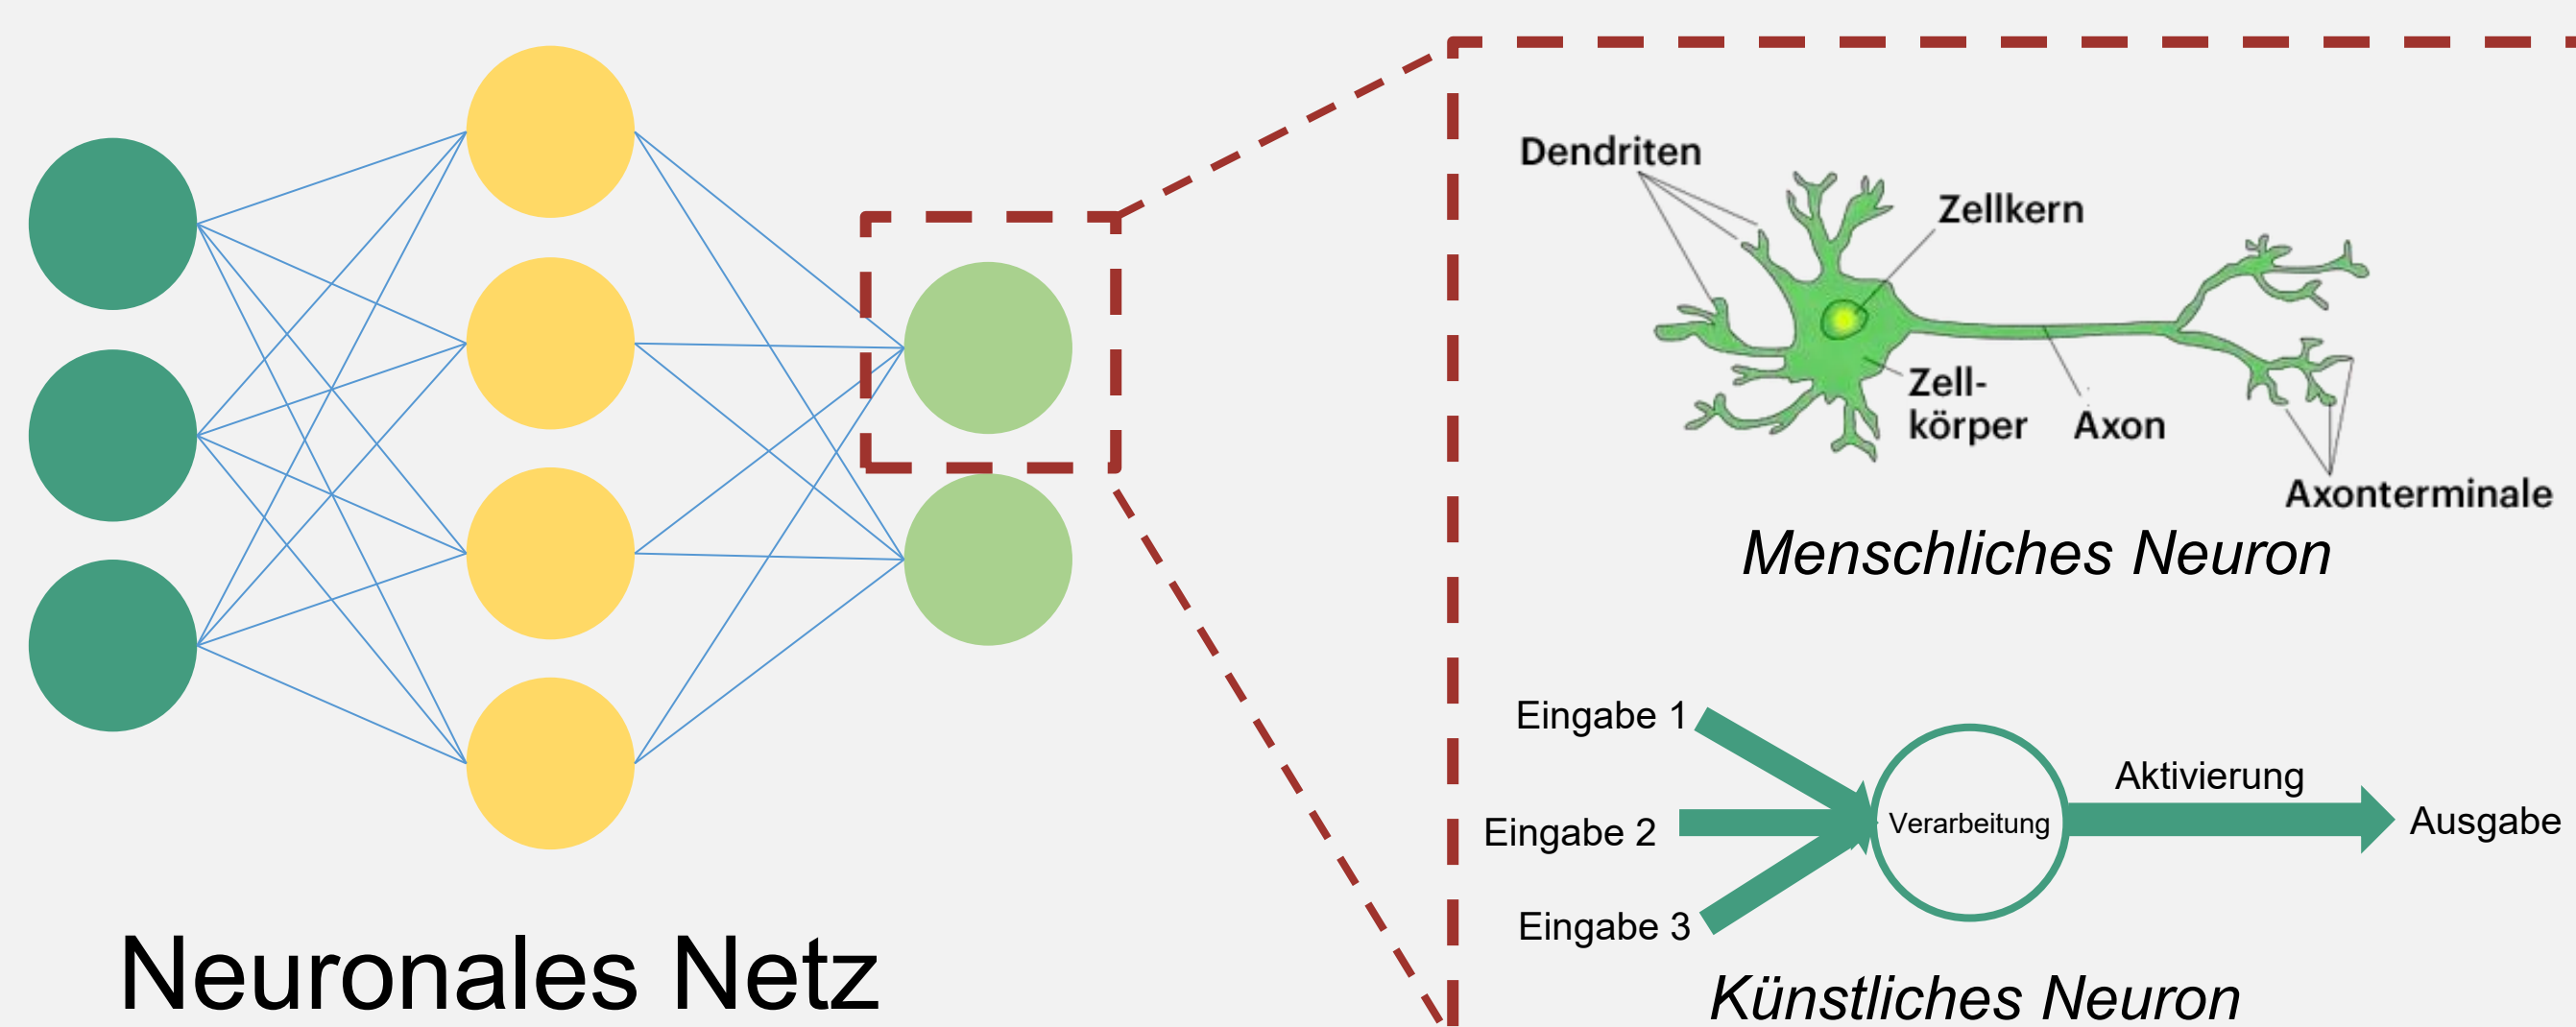 Dendriten
Zellkern
Zell-
körper
Axon
Axonterminale
Menschliches Neuron
Eingabe 1
Eingabe 2
Eingabe 3
Verarbeitung
Aktivierung
Ausgabe
Künstliches Neuron
Neuronales Netz